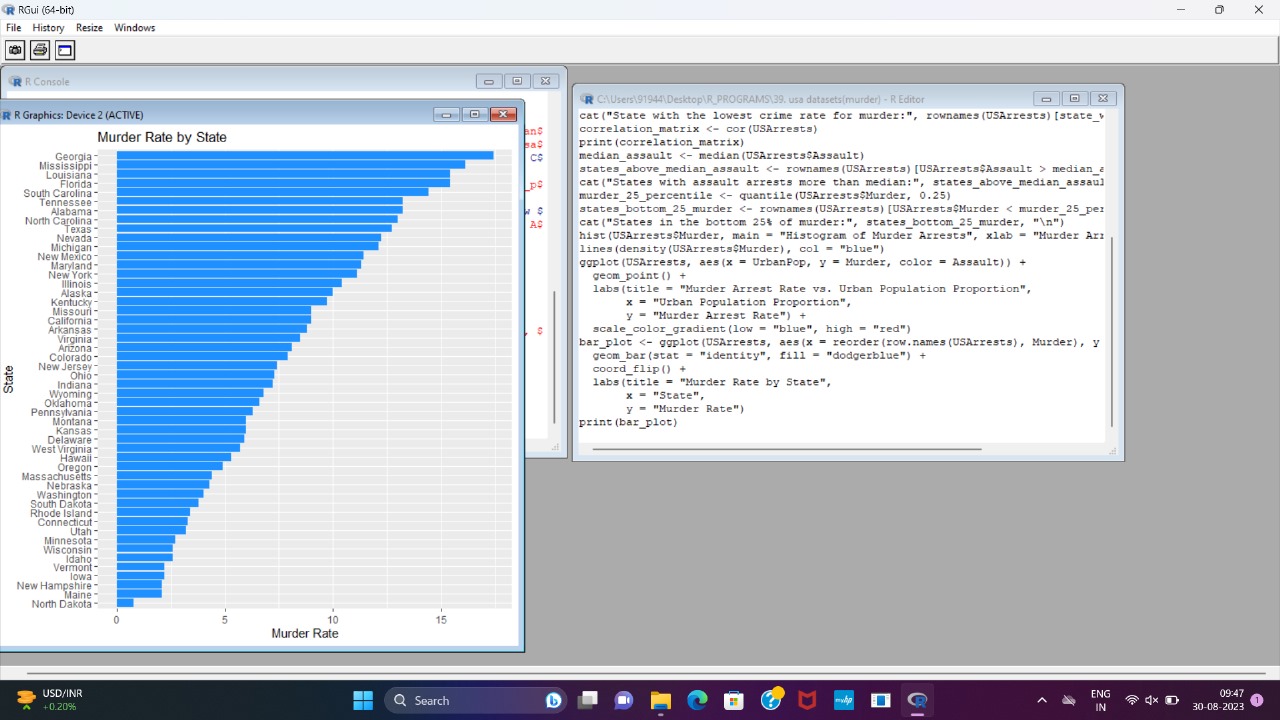 RGui (64-bit)
File History Resize Windows
R Console
R Graphics: Device 2 (ACTIVE)
an$
sa$
C$
_p$
w $
A$
, $
Murder Rate by State
Georgia
Mississippi
Louisiana
Florida
South Carolina
Tennessee
Alabama
North Carolina
Texas
Nevada
Michigan
New Mexico
Maryland
New York
Illinois
Alaska
Kentucky
Missouri
California
Arkansas
Virginia
Arizona
Colorado
New Jersey
Ohio
Indiana
Wyoming
Oklahoma
Pennsylvania
Montana
Kansas
Delaware
West Virginia
Hawaii
Oregon
Massachusetts
Nebraska
Washington
South Dakota
Rhode Island
Connecticut
Utah
Minnesota
Wisconsin
Idaho
Vermont
Iowa
New Hampshire
Maine
North Dakota
State
0 5 10 15
Murder Rate
C:\Users\91944\Desktop\R_PROGRAMS\39. usa datasets(murder) - R Editor
cat("State with the lowest crime rate for murder:", rownames(USArrests)[state_w
correlation_matrix <- cor(USArrests)
print(correlation_matrix)
median_assault <- median(USArrests$Assault)
states_above_median_assault <- rownames(USArrests)[USArrests$Assault > median_a
cat("States with assault arrests more than median:", states_above_median_assaul
murder_25_percentile <- quantile(USArrests$Murder, 0.25)
states_bottom_25_murder <- rownames(USArrests)[USArrests$Murder < murder_25_per
cat("States in the bottom 25% of murder:", states_bottom_25_murder, "\n")
hist(USArrests$Murder, main = "Histogram of Murder Arrests", xlab = "Murder Arr
lines(density(USArrests$Murder), col = "blue")
ggplot(USArrests, aes(x = UrbanPop, y = Murder, color = Assault)) +
geom_point() +
labs(title = "Murder Arrest Rate vs. Urban Population Proportion",
x = "Urban Population Proportion",
y = "Murder Arrest Rate") +
scale_color_gradient(low = "blue", high = "red")
bar_plot <- ggplot(USArrests, aes(x = reorder(row.names(USArrests), Murder), y
geom_bar(stat = "identity", fill = "dodgerblue") +
coord_flip() +
labs(title = "Murder Rate by State",
x = "State",
y = "Murder Rate")
print(bar_plot)
USD/INR
+0.20%
Search
ENG
IN
09:47
30-08-2023
1